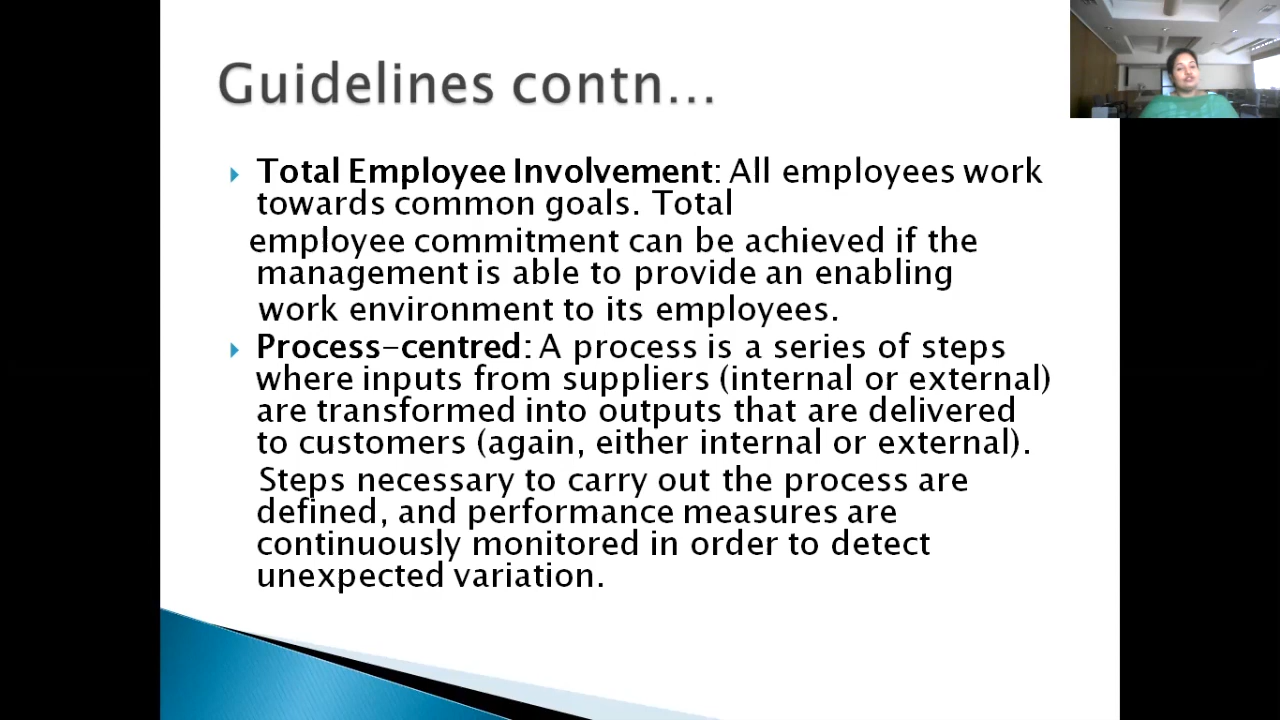 Guidelines contn...
Total Employee Involvement: All employees work
towards common goals. Total
employee commitment can be achieved if the
management is able to provide an enabling
work environment to its employees.
Process-centred: A process is a series of steps
where inputs from suppliers (internal or external)
are transformed into outputs that are delivered
to customers (again, either internal or external).
Steps necessary to carry out the process are
defined, and performance measures are
continuously monitored in order to detect
unexpected variation.